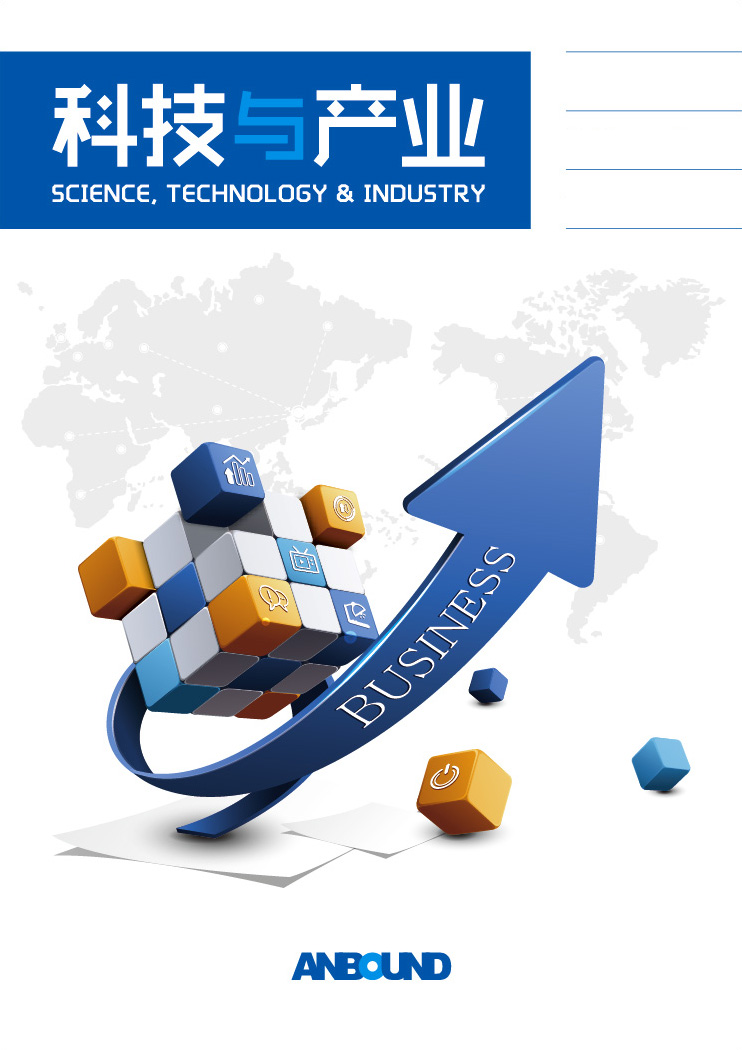 科技与产业
SCIENCE, TECHNOLOGY & INDUSTRY
BUSINESS
ANBOUND